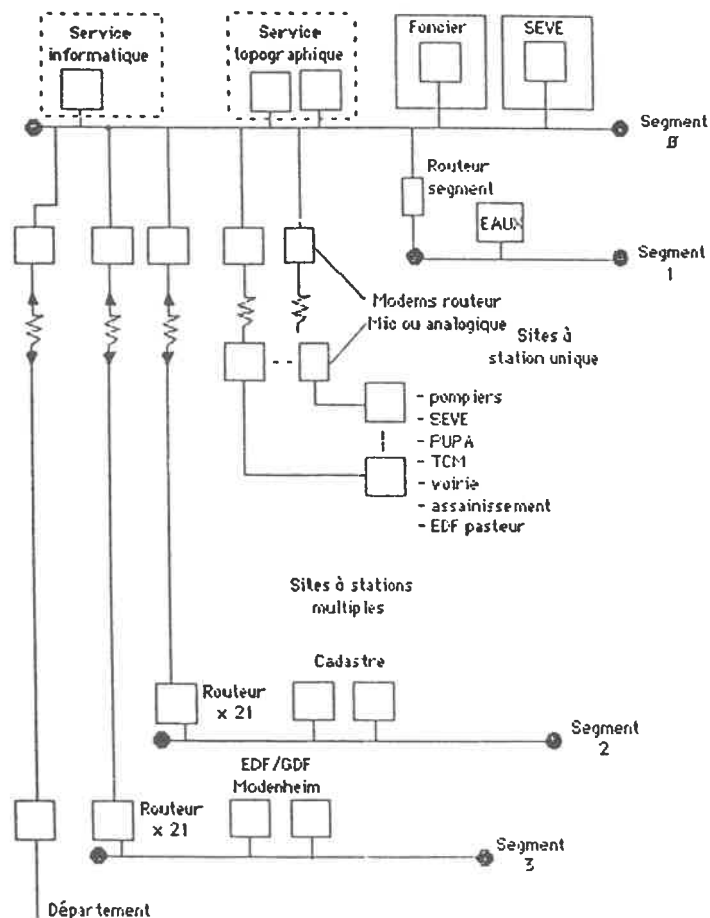 Service
informatique
Service
topographique
Foncier
SEVE
Segment
0
Routeur
segment
EAUX
Segment
1
Modems routeur
Mic ou analogique
Sites à
station unique
- pompiers
- SEVE
- PUPA
- TCM
- voirie
- assainissement
- EDF pasteur
Sites à stations
multiples
Cadastre
Routeur
x 21
Segment
2
EDF/GDF
Modenheim
Routeur
x 21
Segment
3
Département